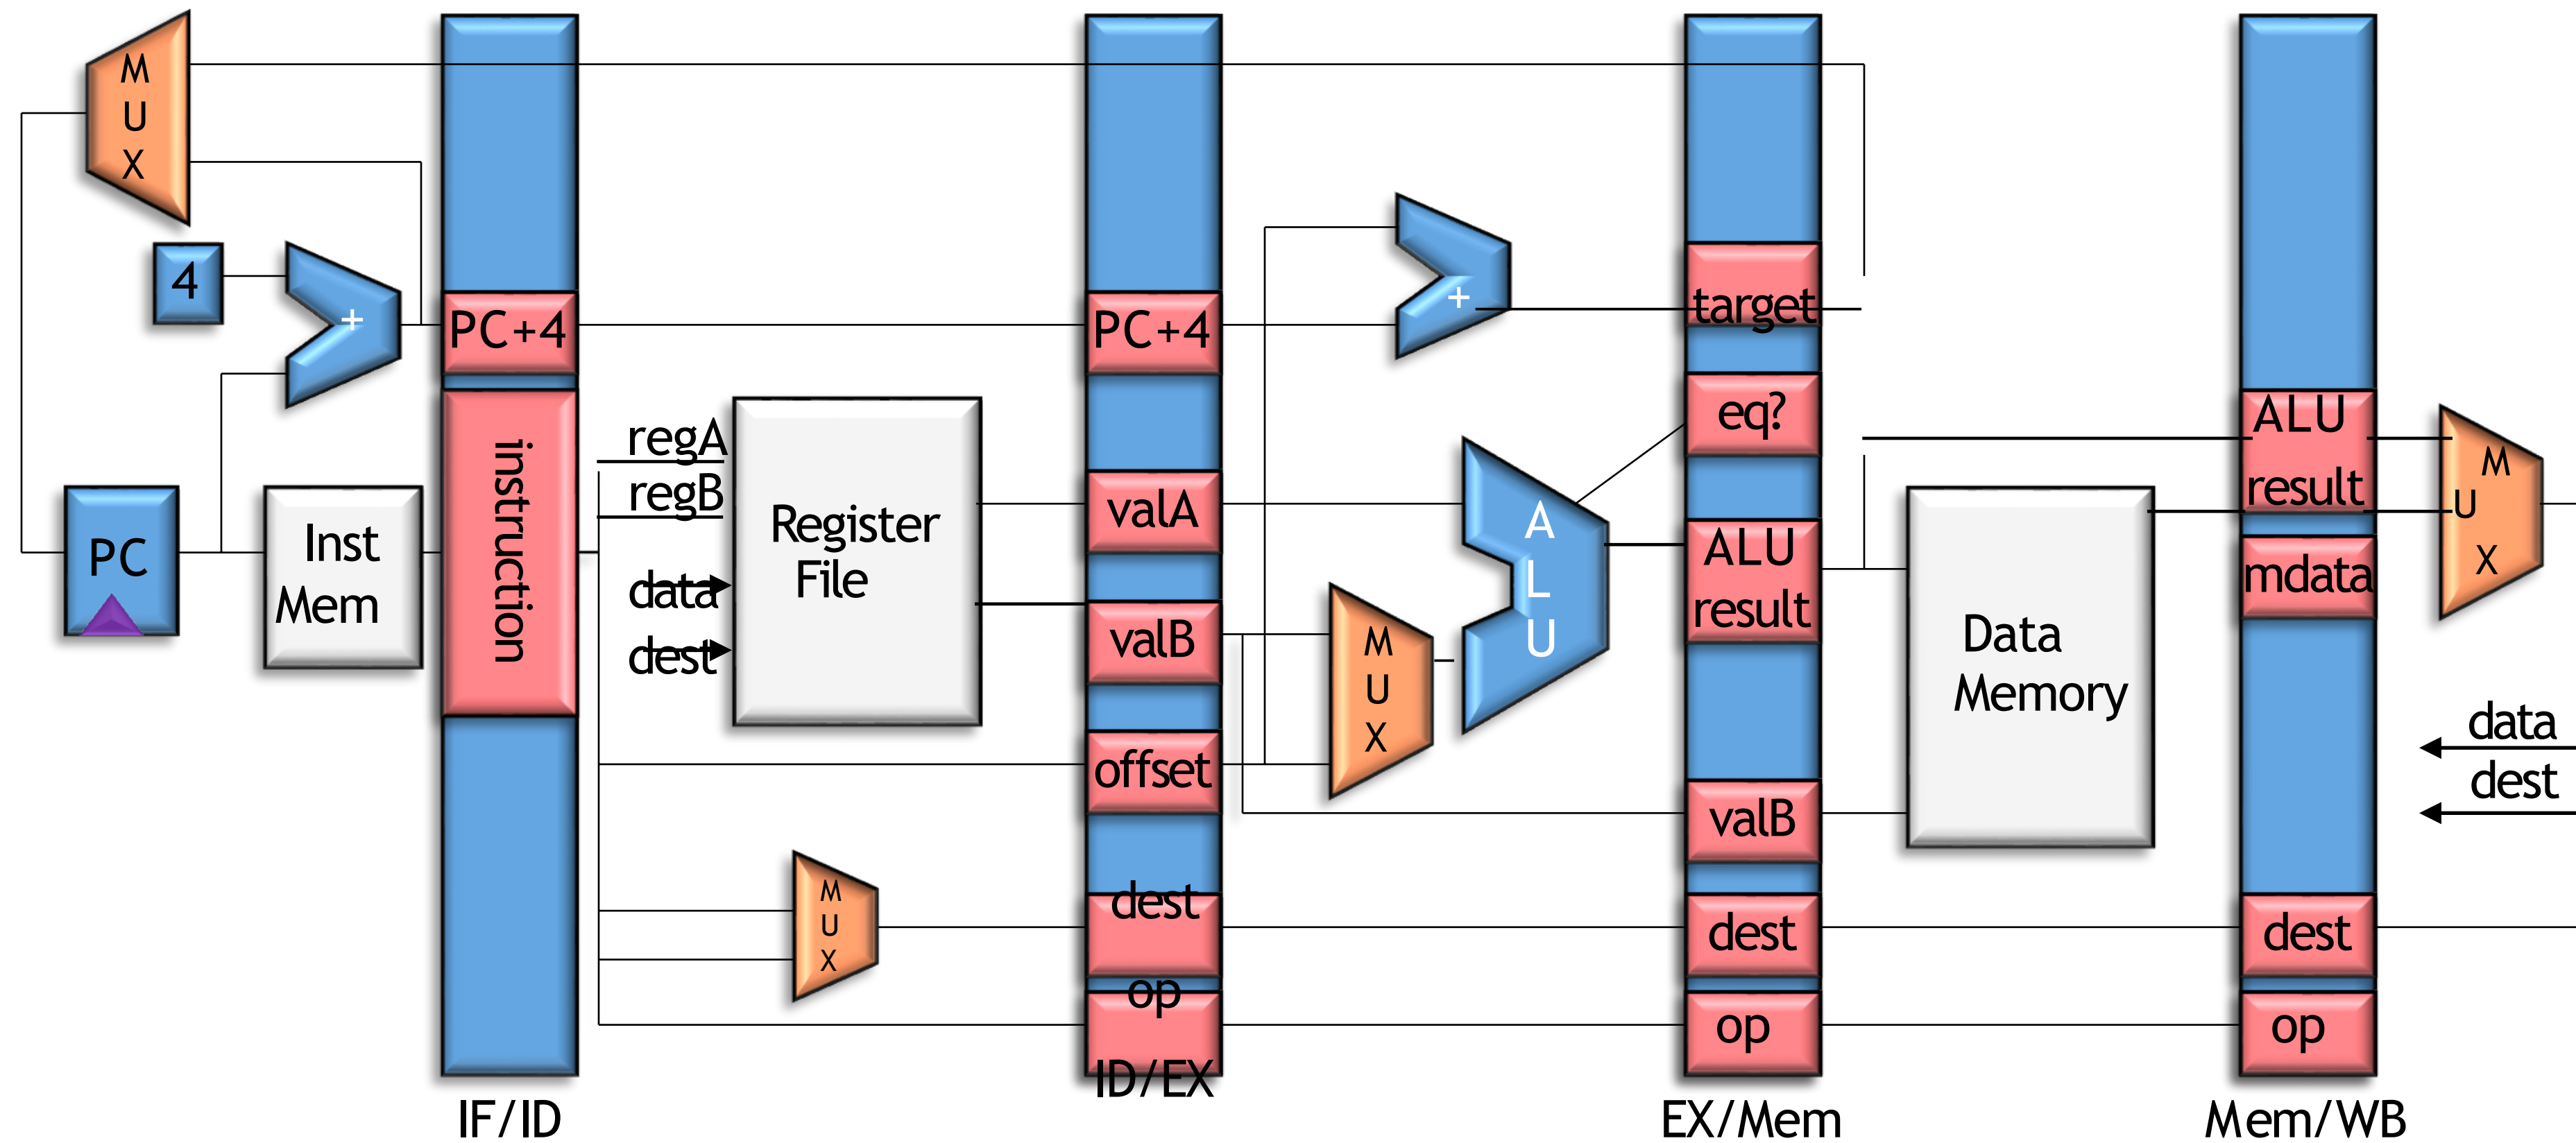 M
U
X
4
+
PC
Inst
Mem
PC+4
instruction
IF/ID
regA
regB
data
dest
Register
File
M
U
X
PC+4
valA
valB
offset
dest
op
ID/EX
+
M
U
X
A
L
U
target
eq?
ALU
result
valB
dest
op
EX/Mem
Data
Memory
ALU
result
mdata
dest
op
Mem/WB
M
U
X
data
dest